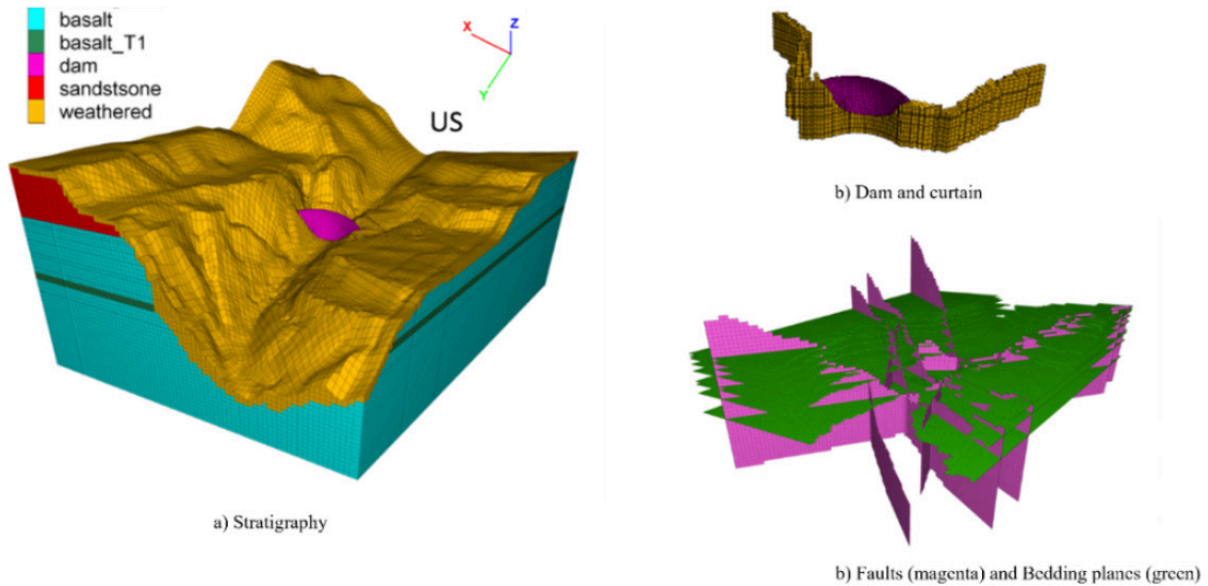 basalt
basalt_T1
dam
sandstsone
weathered
X
Z
Y
US
a) Stratigraphy
b) Dam and curtain
b) Faults (magenta) and Bedding planes (green)